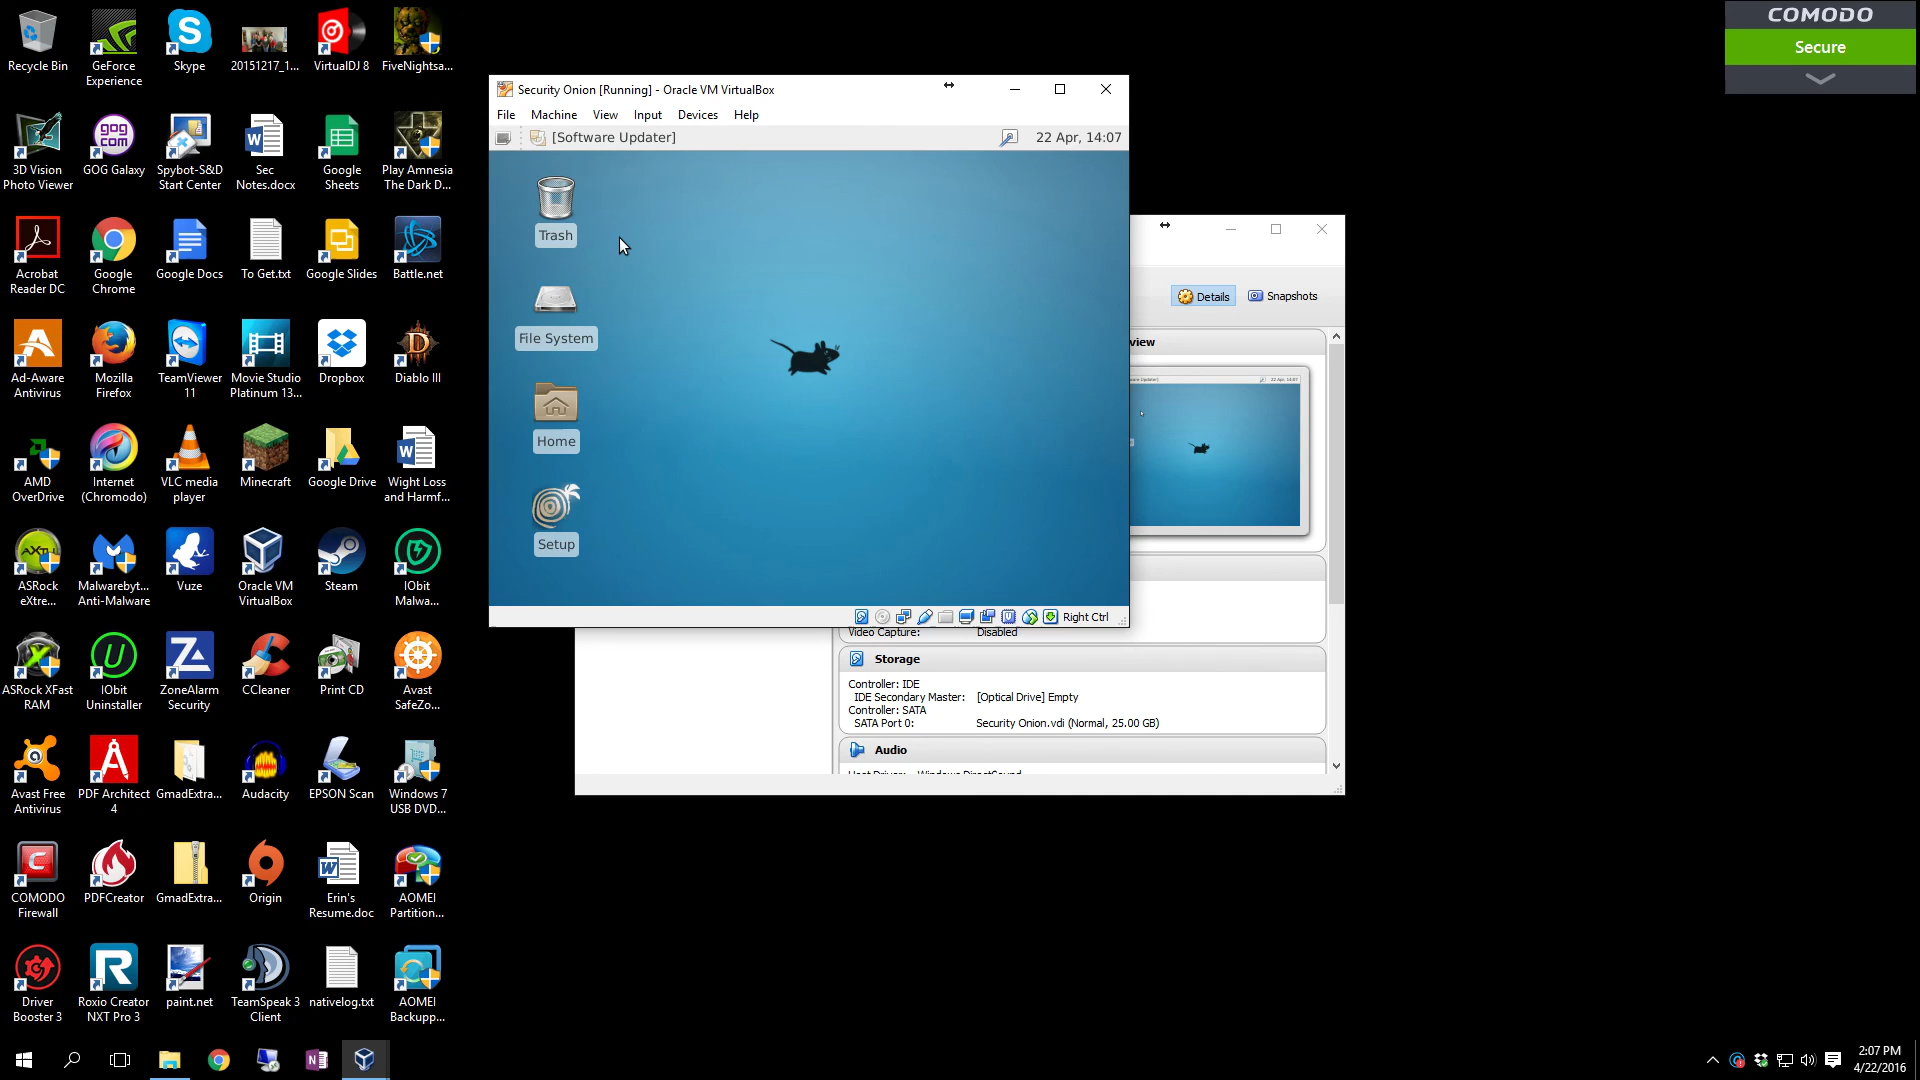 Recycle Bin
GeForce
Experience
Skype
20151217_1...
VirtualDJ 8
FiveNightsa...
3D Vision
Photo Viewer
GOG Galaxy
Spybot-S&D
Start Center
Sec
Notes.docx
Google
Sheets
Play Amnesia
The Dark D...
Acrobat
Reader DC
Google
Chrome
Google Docs
To Get.txt
Google Slides
Battle.net
Ad-Aware
Antivirus
Mozilla
Firefox
TeamViewer
11
Movie Studio
Platinum 13...
Dropbox
Diablo III
AMD
OverDrive
Internet
(Chromodo)
VLC media
player
Minecraft
Google Drive
Wight Loss
and Harmf...
ASRock
eXtre...
Malwarebyt...
Anti-Malware
Vuze
Oracle VM
VirtualBox
Steam
IObit
Malwa...
ASRock XFast
RAM
IObit
Uninstaller
ZoneAlarm
Security
CCleaner
Print CD
Avast
SafeZo...
Avast Free
Antivirus
PDF Architect
4
GmadExtra...
Audacity
EPSON Scan
Windows 7
USB DVD...
COMODO
Firewall
PDFCreator
GmadExtra...
Origin
Erin's
Resume.doc
AOMEI
Partition...
Driver
Booster 3
Roxio Creator
NXT Pro 3
paint.net
TeamSpeak 3
Client
nativelog.txt
AOMEI
Backupp...
Security Onion [Running] - Oracle VM VirtualBox
File Machine View Input Devices Help
[Software Updater]
22 Apr, 14:07
Trash
File System
Home
Setup
Right Ctrl
Details
Snapshots
view
Video Capture: Disabled
Storage
Controller: IDE
IDE Secondary Master: [Optical Drive] Empty
Controller: SATA
SATA Port 0: Security Onion.vdi (Normal, 25.00 GB)
Audio
Host Driver: Windows DirectSound
COMODO
Secure
2:07 PM
4/22/2016